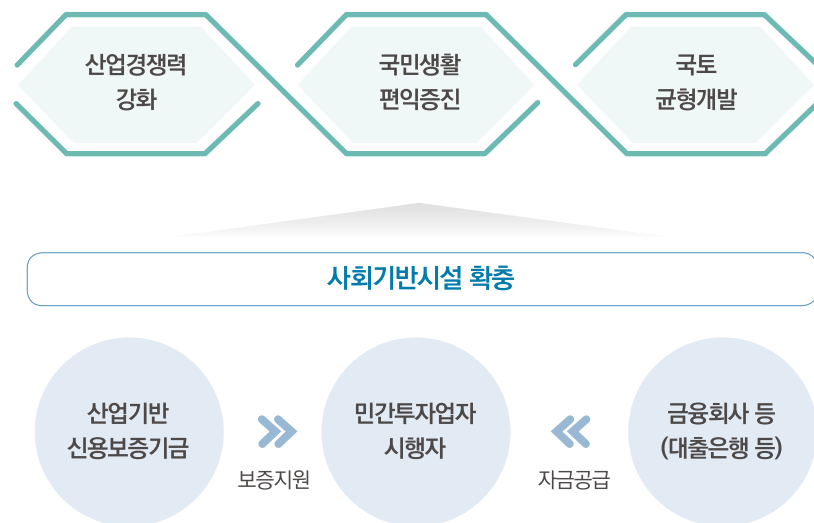 산업경쟁력
강화
국민생활
편익증진
국토
균형개발
사회기반시설 확충
산업기반
신용보증기금
보증지원
민간투자업자
시행자
자금공급
금융회사 등
(대출은행 등)